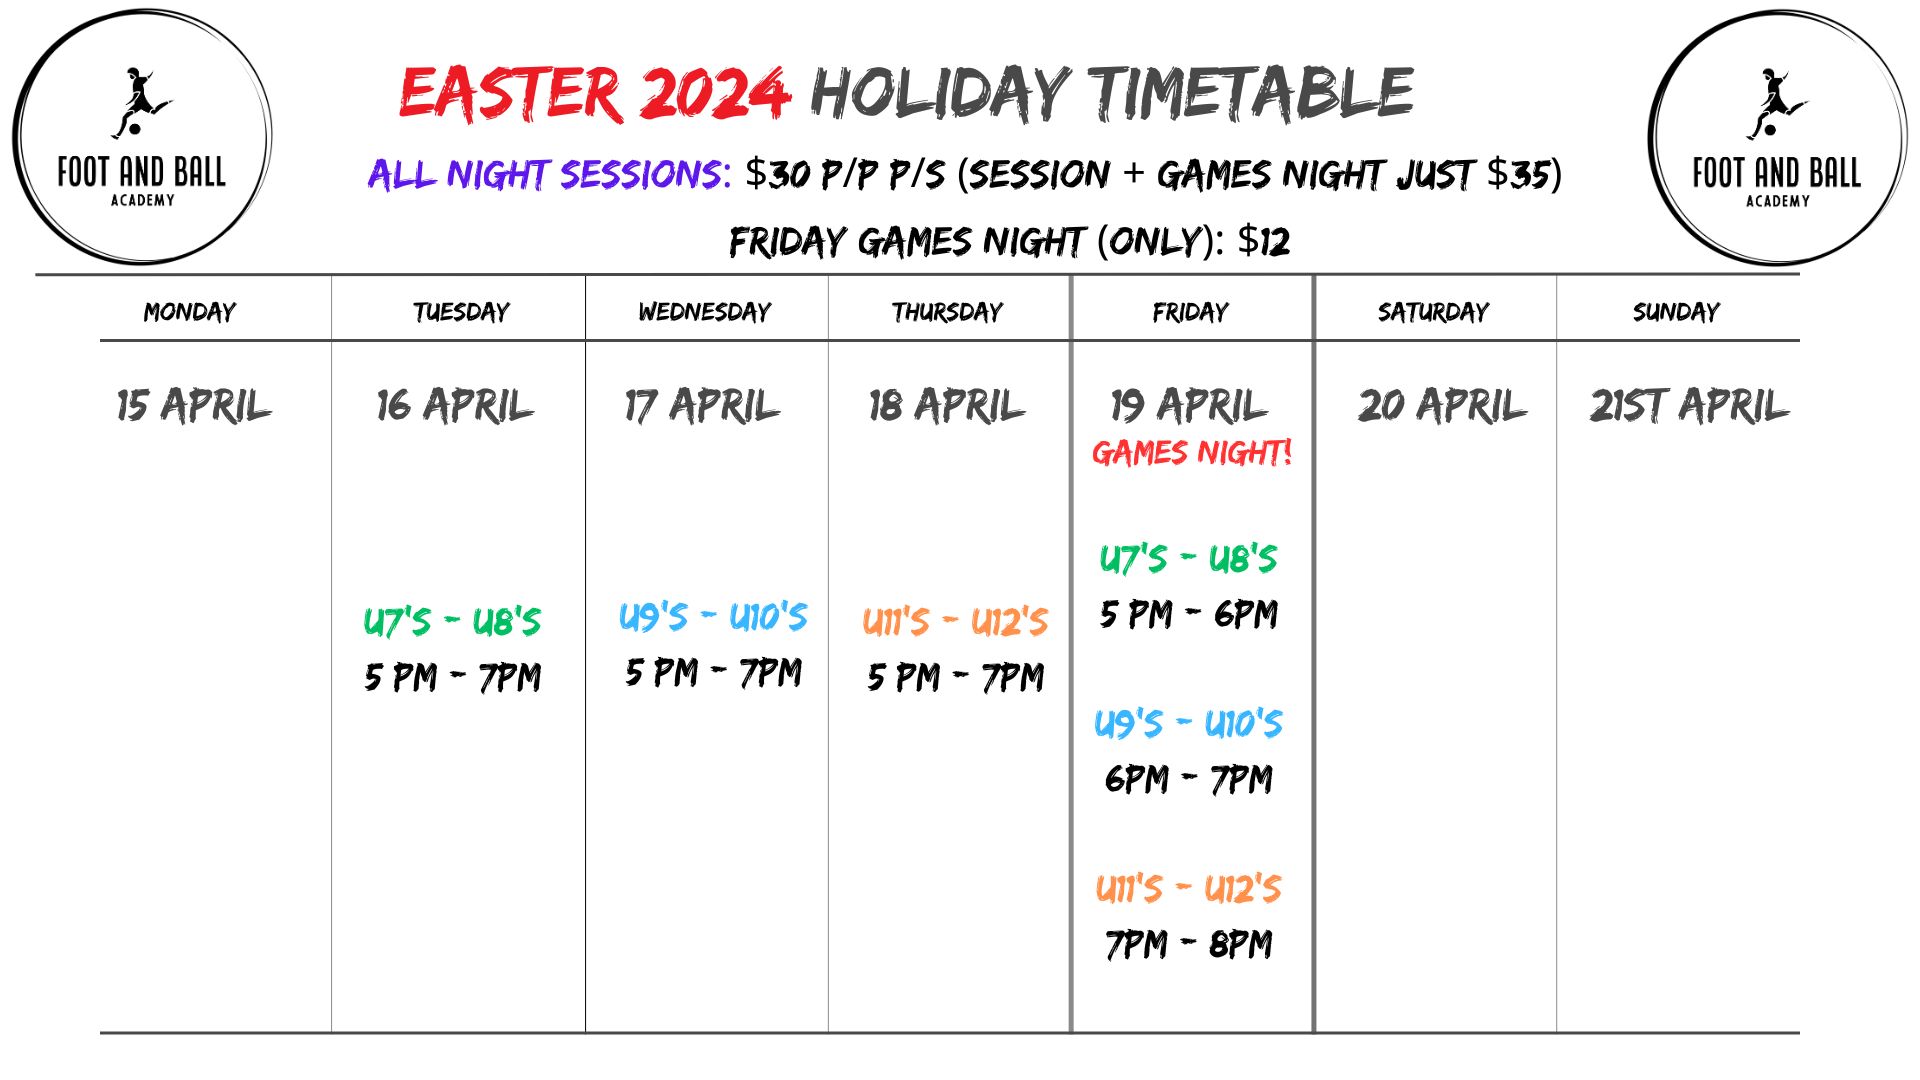 FOOT AND BALL
ACADEMY
EASTER 2024 HOLIDAY TIMETABLE
ALL NIGHT SESSIONS: $30 P/P P/S (SESSION + GAMES NIGHT JUST $35)
FRIDAY GAMES NIGHT (ONLY): $12
FOOT AND BALL
ACADEMY
MONDAY TUESDAY WEDNESDAY THURSDAY FRIDAY SATURDAY SUNDAY
15 APRIL 16 APRIL 17 APRIL 18 APRIL 19 APRIL 20 APRIL 21ST APRIL
GAMES NIGHT!
U7'S - U8'S
5 PM - 7PM
U9'S - U10'S
5 PM - 7PM
U11'S - U12'S
5 PM - 7PM
U7'S - U8'S
5 PM - 6PM
U9'S - U10'S
6PM - 7PM
U11'S - U12'S
7PM - 8PM